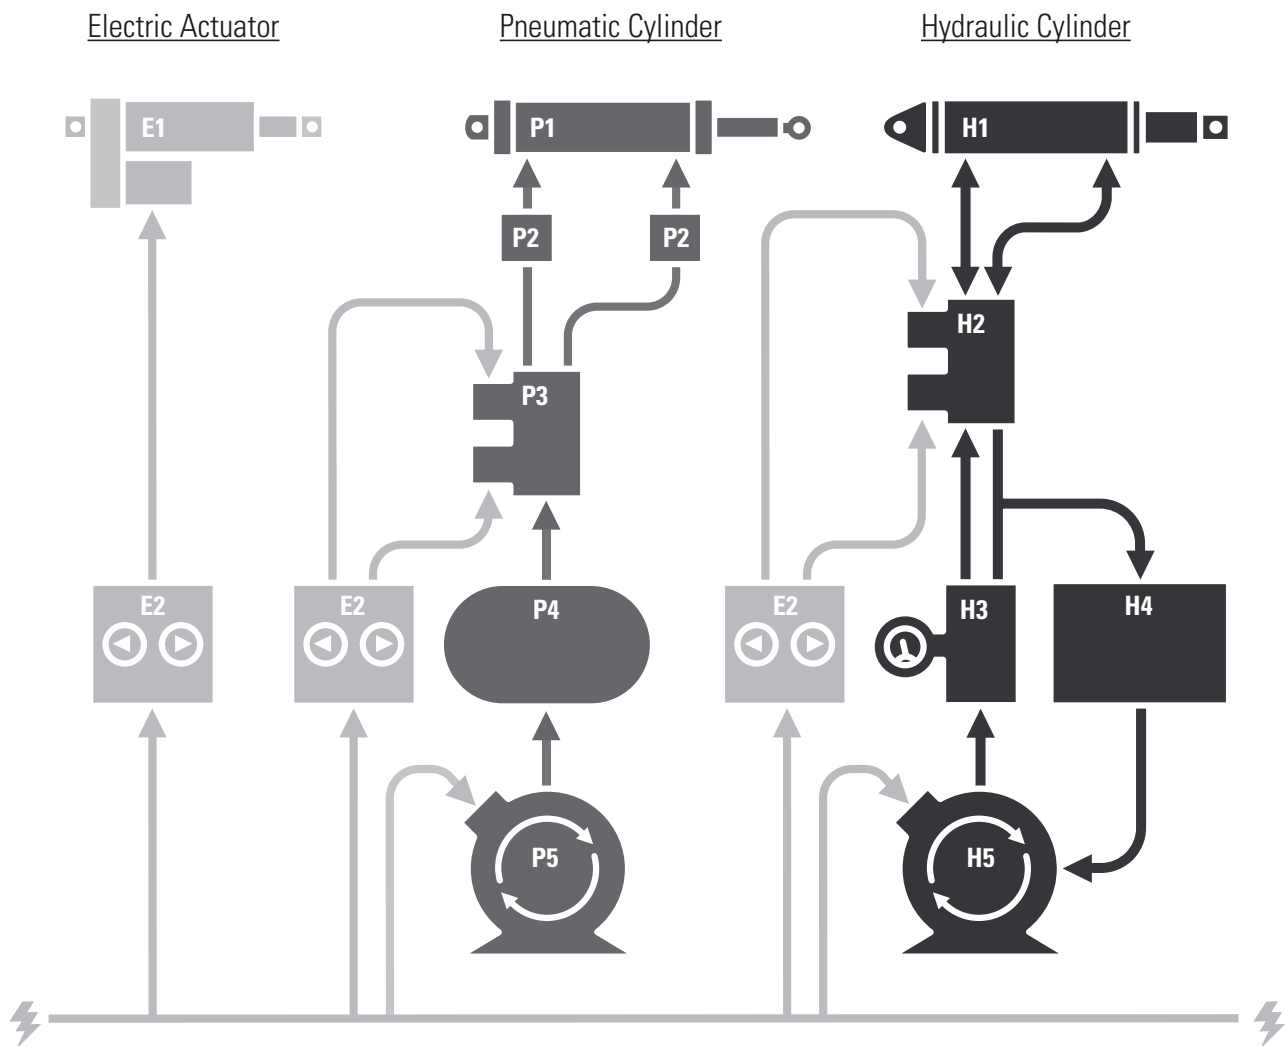 Electric Actuator
Pneumatic Cylinder
Hydraulic Cylinder
E1
P1
H1
P2
P2
H2
P3
E2
E2
P4
E2
H3
H4
P5
H5